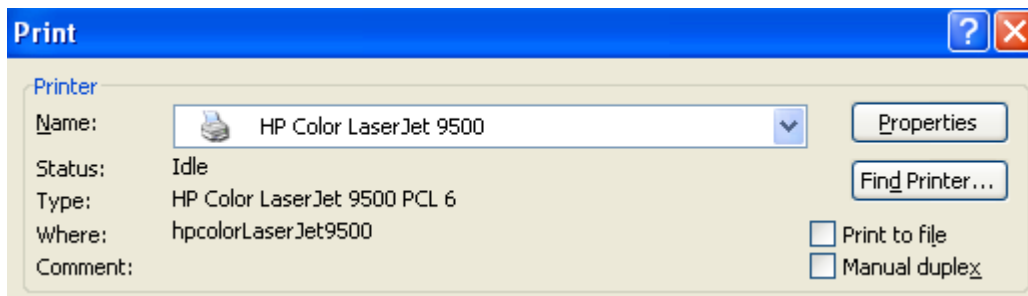 Print
Printer
Name: HP Color LaserJet 9500 Properties
Status: Idle
Find Printer...
Type: HP Color LaserJet 9500 PCL 6
Where: hpcolorLaserJet9500 Print to file
Comment: Manual duplex